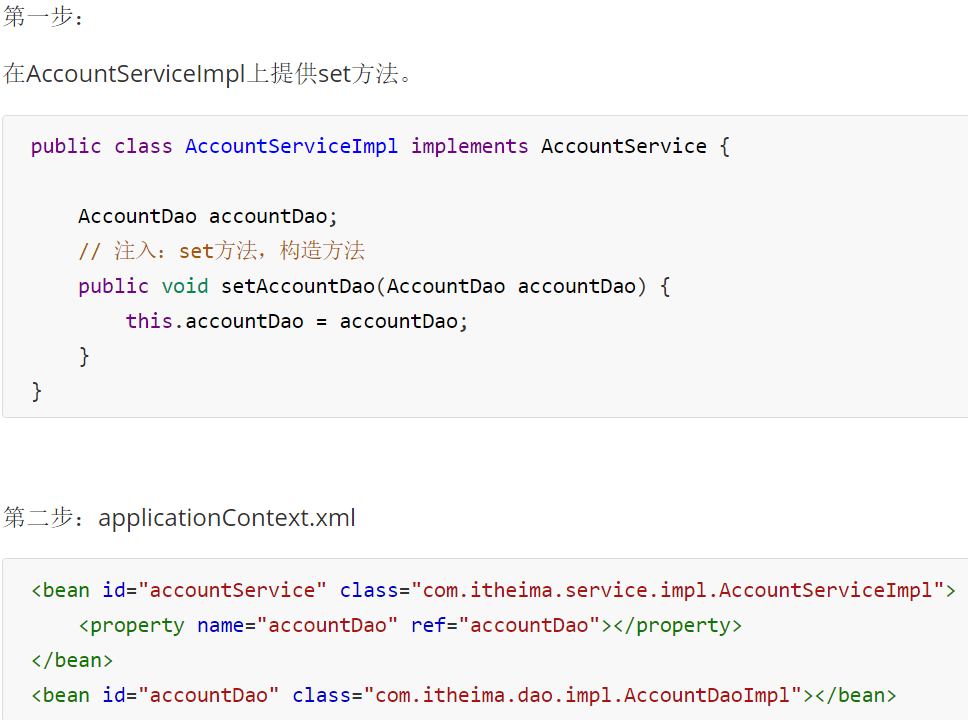 第一步：
在AccountServiceImpl上提供set方法。
public class AccountServiceImpl implements AccountService {
    AccountDao accountDao;
    // 注入：set方法，构造方法
    public void setAccountDao(AccountDao accountDao) {
        this.accountDao = accountDao;
    }
}
第二步：applicationContext.xml
<bean id="accountService" class="com.itheima.service.impl.AccountServiceImpl">
    <property name="accountDao" ref="accountDao"></property>
</bean>
<bean id="accountDao" class="com.itheima.dao.impl.AccountDaoImpl"></bean>